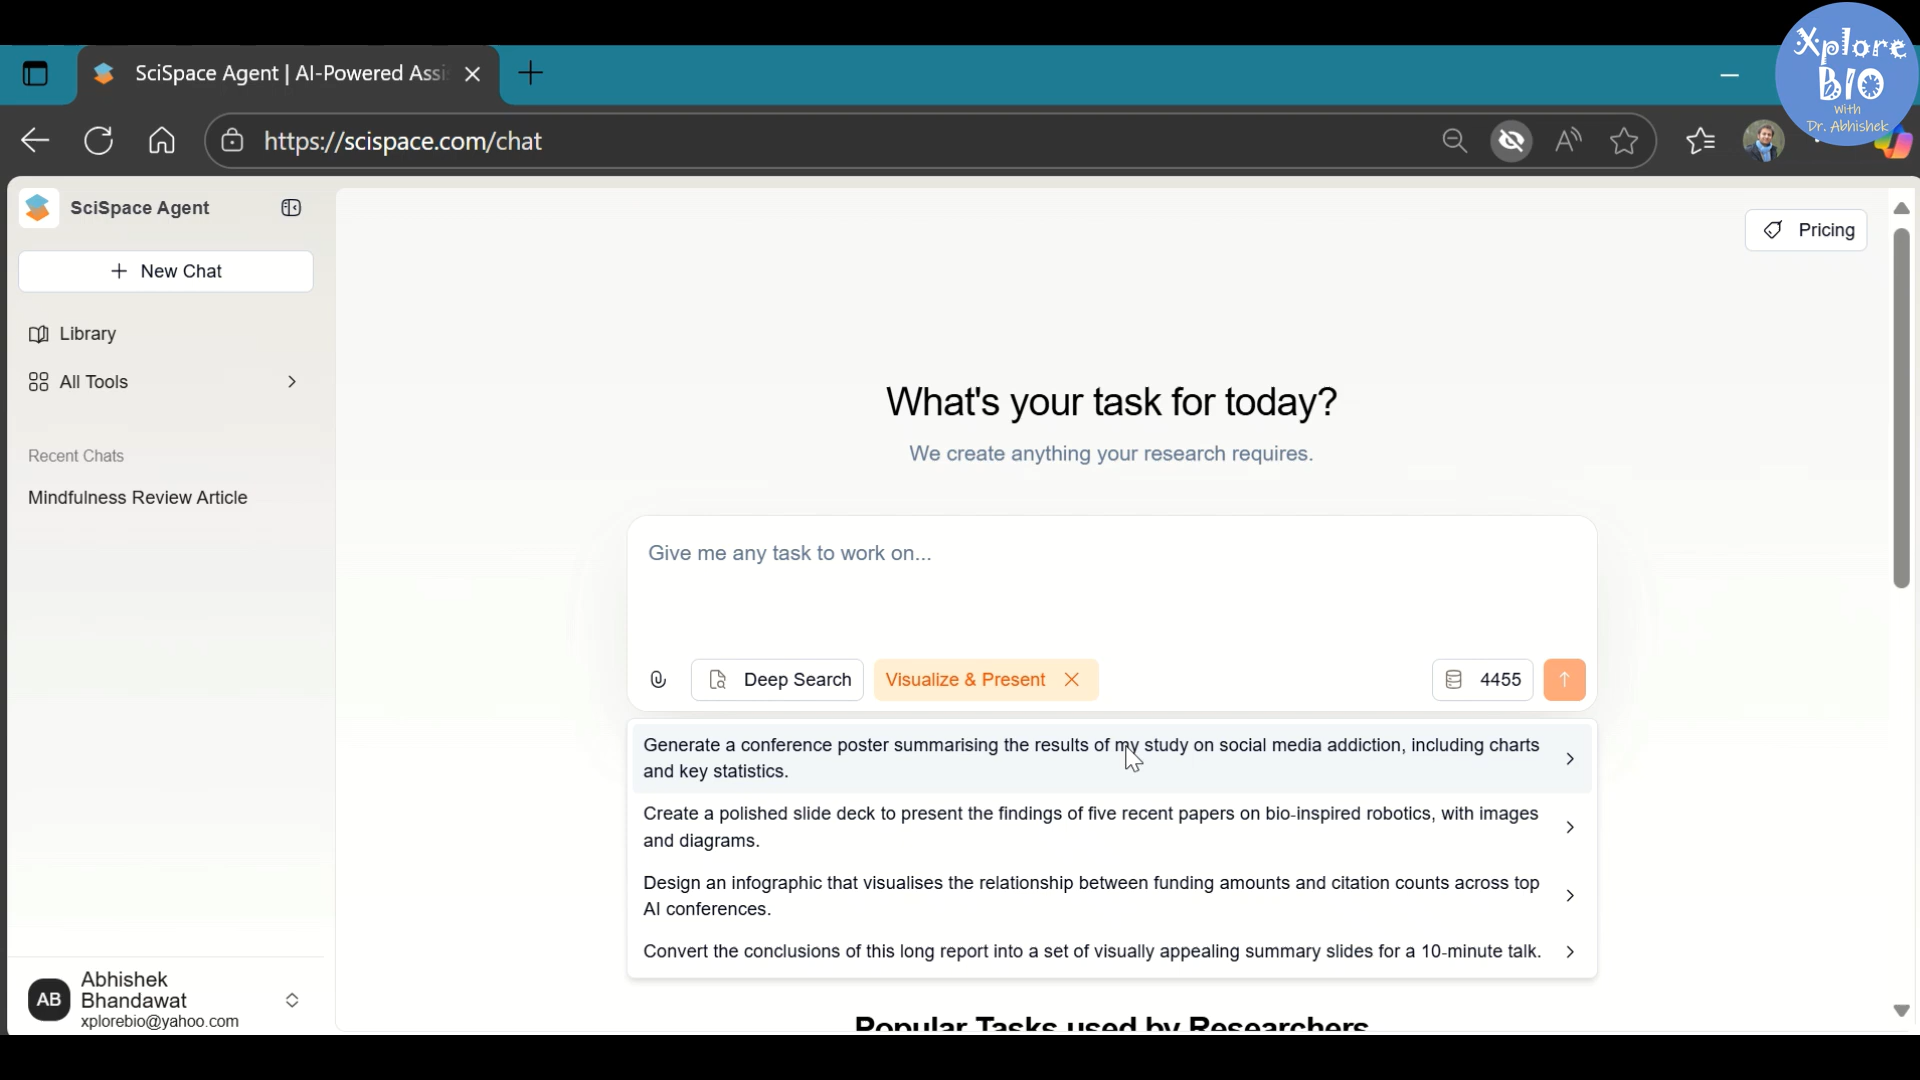 SciSpace Agent | AI-Powered Assi
Xplore
BIO
With
Dr. Abhishek
https://scispace.com/chat
SciSpace Agent
Pricing
+ New Chat
Library
All Tools
What's your task for today?
We create anything your research requires.
Recent Chats
Mindfulness Review Article
Give me any task to work on...
Deep Search
Visualize & Present
4455
Generate a conference poster summarising the results of my study on social media addiction, including charts
and key statistics.
Create a polished slide deck to present the findings of five recent papers on bio-inspired robotics, with images
and diagrams.
Design an infographic that visualises the relationship between funding amounts and citation counts across top
AI conferences.
Convert the conclusions of this long report into a set of visually appealing summary slides for a 10-minute talk.
AB
Abhishek
Bhandawat
xplorebio@yahoo.com
Popular Tasks used by Researchers